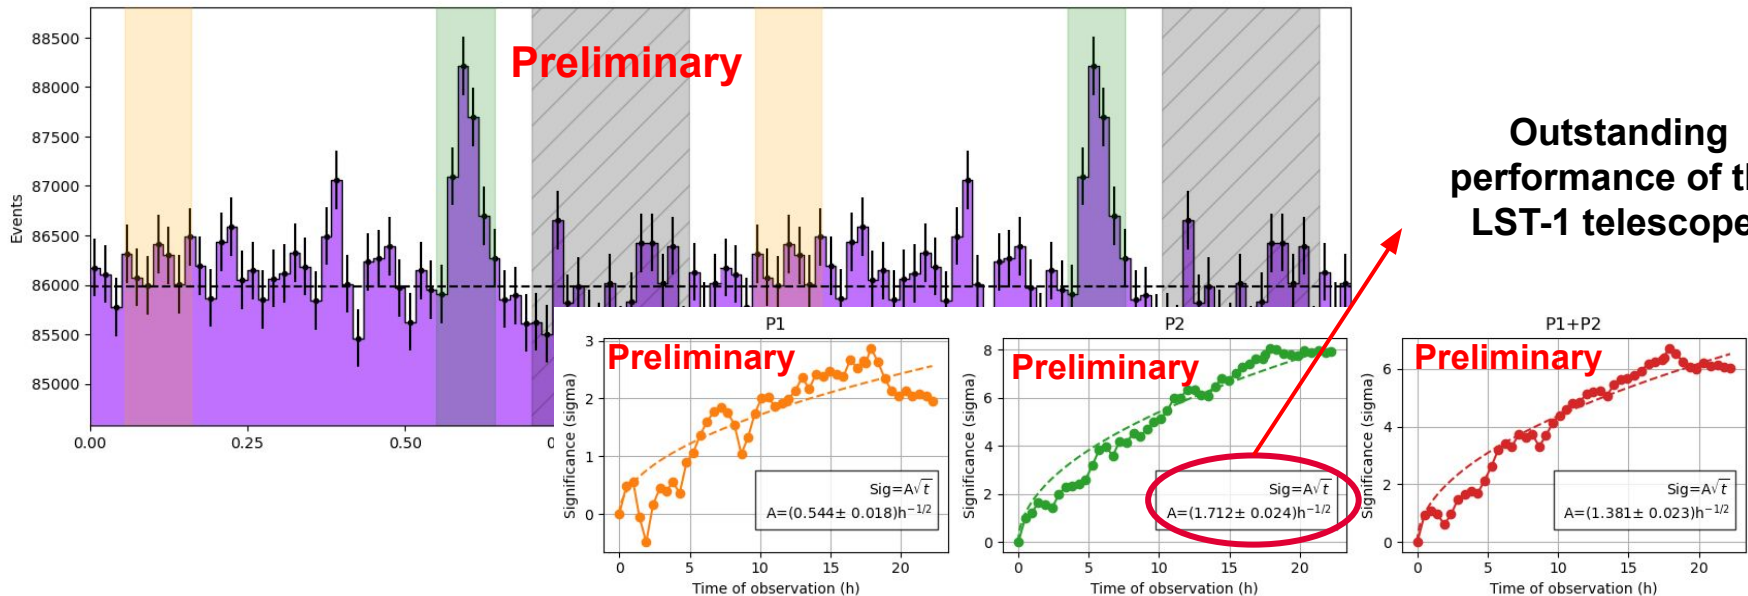 88500
88000
87500
87000
86500
86000
85500
85000
Events
0.00
0.25
0.50
Preliminary
Outstanding
performance of
LST-1 telescope
P1
Preliminary
3
2
1
0
Significance (sigma)
Sig=A√t
A=(0.544± 0.018)h⁻¹/²
0 5 10 15 20
Time of observation (h)
P2
Preliminary
8
6
4
2
0
Significance (sigma)
Sig=A√t
A=(1.712± 0.024)h⁻¹/²
0 5 10 15 20
Time of observation (h)
P1+P2
Preliminary
6
4
2
0
Significance (sigma)
Sig=A√t
A=(1.381± 0.023)h⁻¹/²
0 5 10 15 20
Time of observation (h)